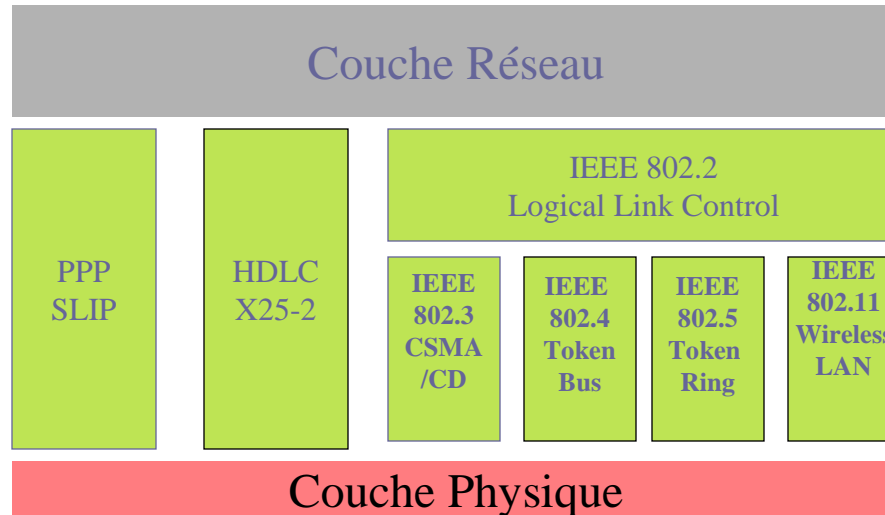 Couche Réseau
PPP
SLIP
HDLC
X25-2
IEEE 802.2
Logical Link Control
IEEE
802.3
CSMA
/CD
IEEE
802.4
Token
Bus
IEEE
802.5
Token
Ring
IEEE
802.11
Wireless
LAN
Couche Physique